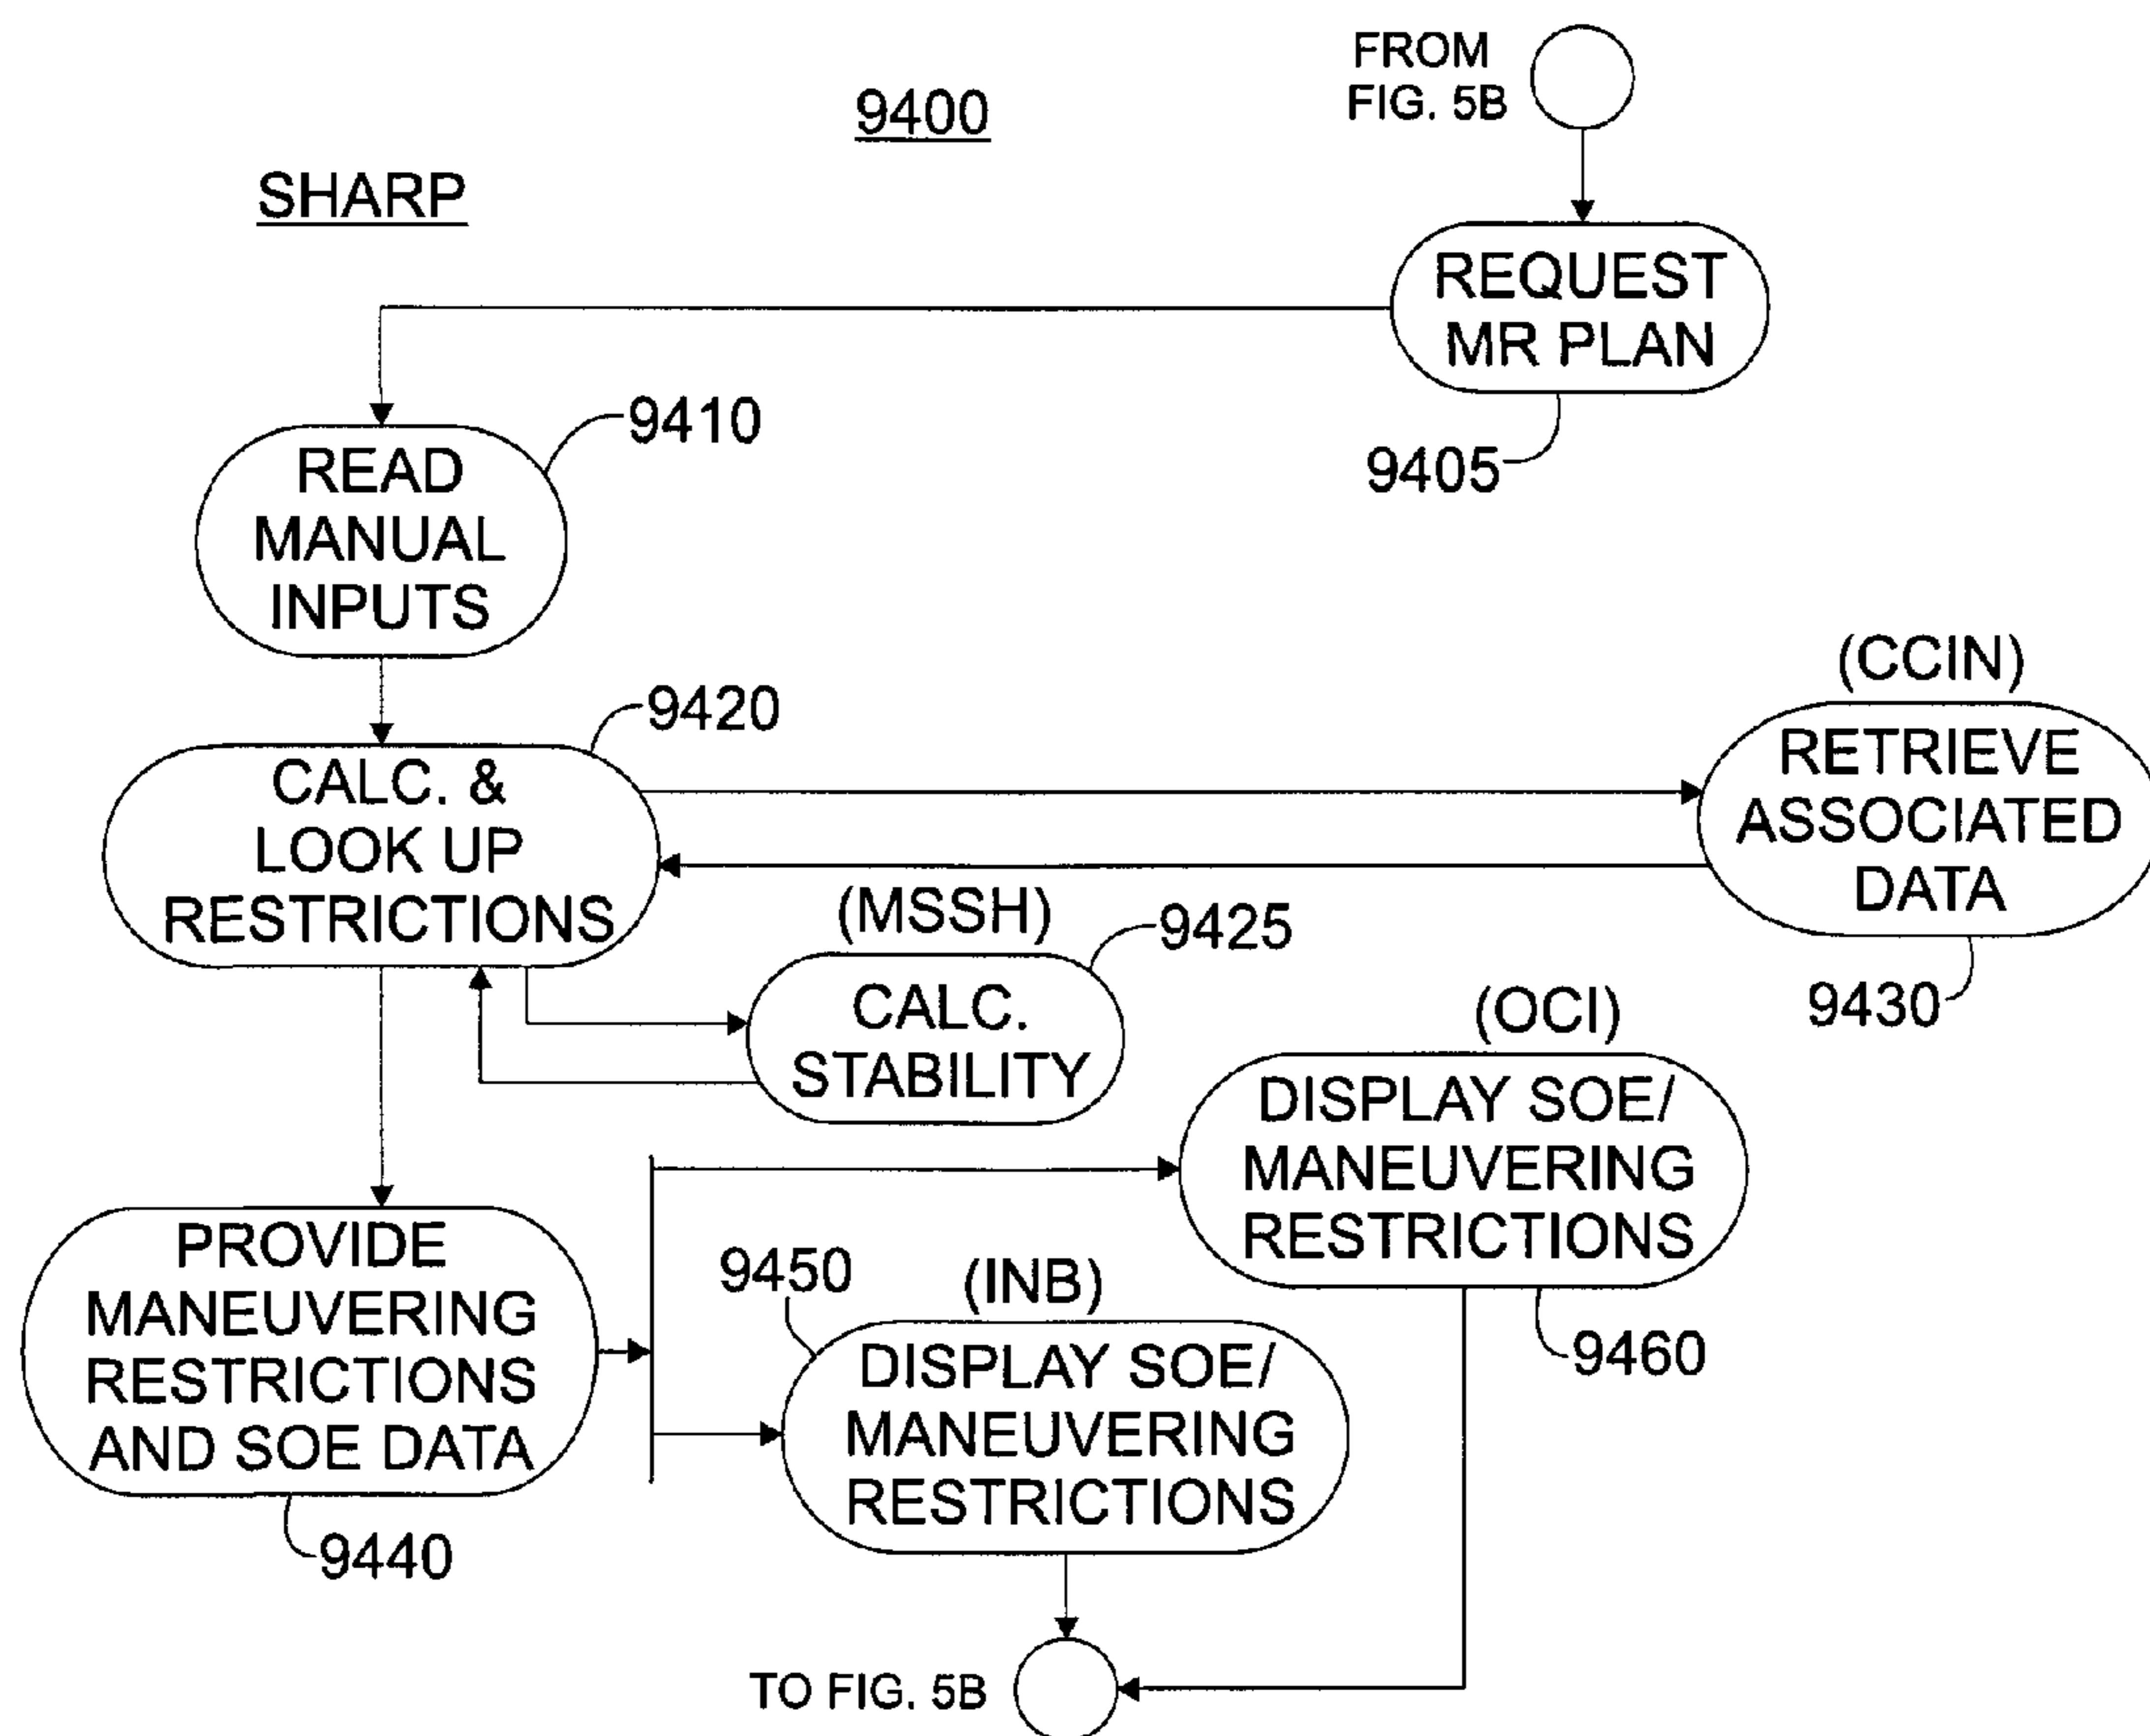 FROM
FIG. 5B
9400
SHARP
REQUEST
MR PLAN
9405
READ
MANUAL
INPUTS
9410
CALC. &
LOOK UP
RESTRICTIONS
9420
(CCIN)
RETRIEVE
ASSOCIATED
DATA
9430
(MSSH)
CALC.
STABILITY
9425
(OCI)
DISPLAY SOE/
MANEUVERING
RESTRICTIONS
9460
PROVIDE
MANEUVERING
RESTRICTIONS
AND SOE DATA
9440
(INB)
9450
DISPLAY SOE/
MANEUVERING
RESTRICTIONS
TO FIG. 5B